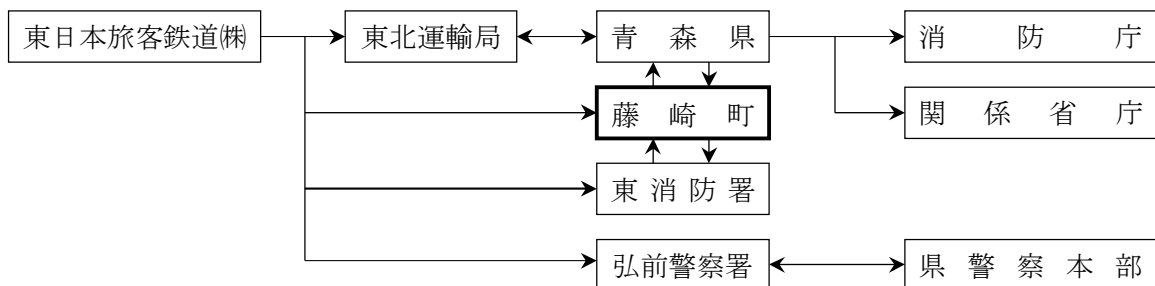 東日本旅客鉄道㈱
東北運輸局
青森県
消防庁
藤崎町
関係省庁
東消防署
弘前警察署
県警察本部